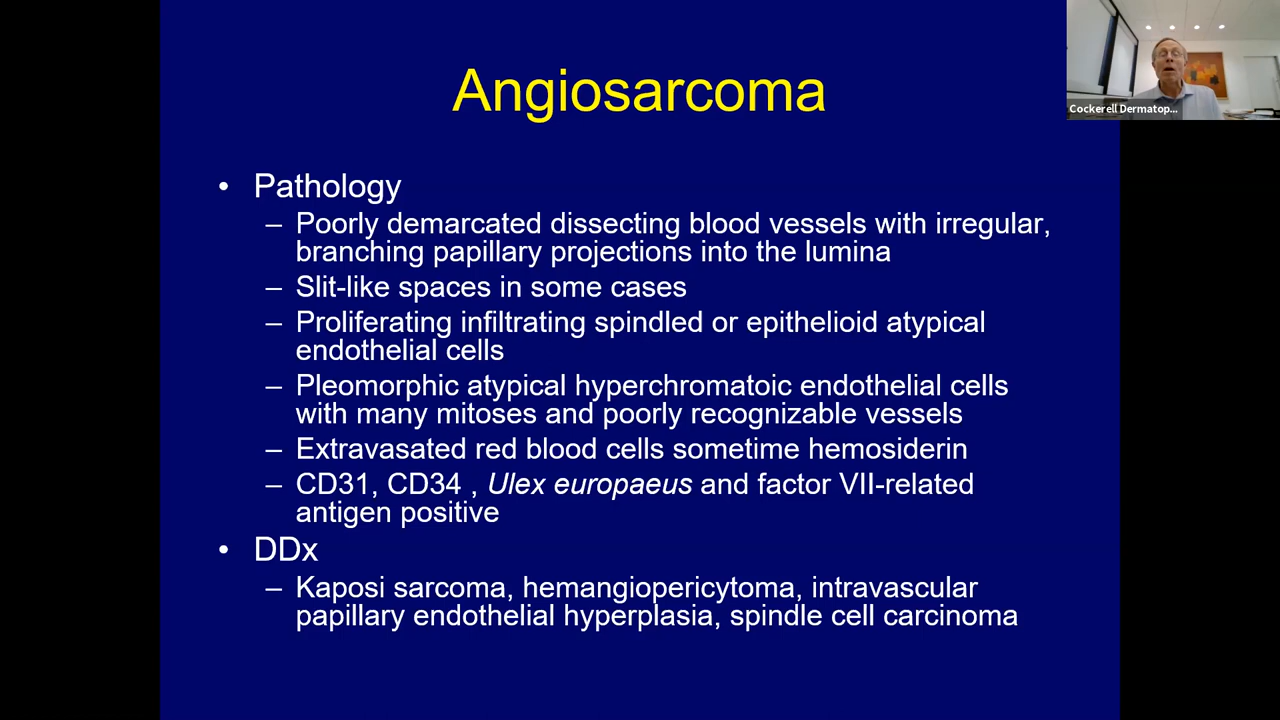 Angiosarcoma
Cockerell Dermatop...
• Pathology
– Poorly demarcated dissecting blood vessels with irregular,
branching papillary projections into the lumina
– Slit-like spaces in some cases
– Proliferating infiltrating spindled or epithelioid atypical
endothelial cells
– Pleomorphic atypical hyperchromatoic endothelial cells
with many mitoses and poorly recognizable vessels
– Extravasated red blood cells sometime hemosiderin
– CD31, CD34 , Ulex europaeus and factor VII-related
antigen positive
• DDx
– Kaposi sarcoma, hemangiopericytoma, intravascular
papillary endothelial hyperplasia, spindle cell carcinoma